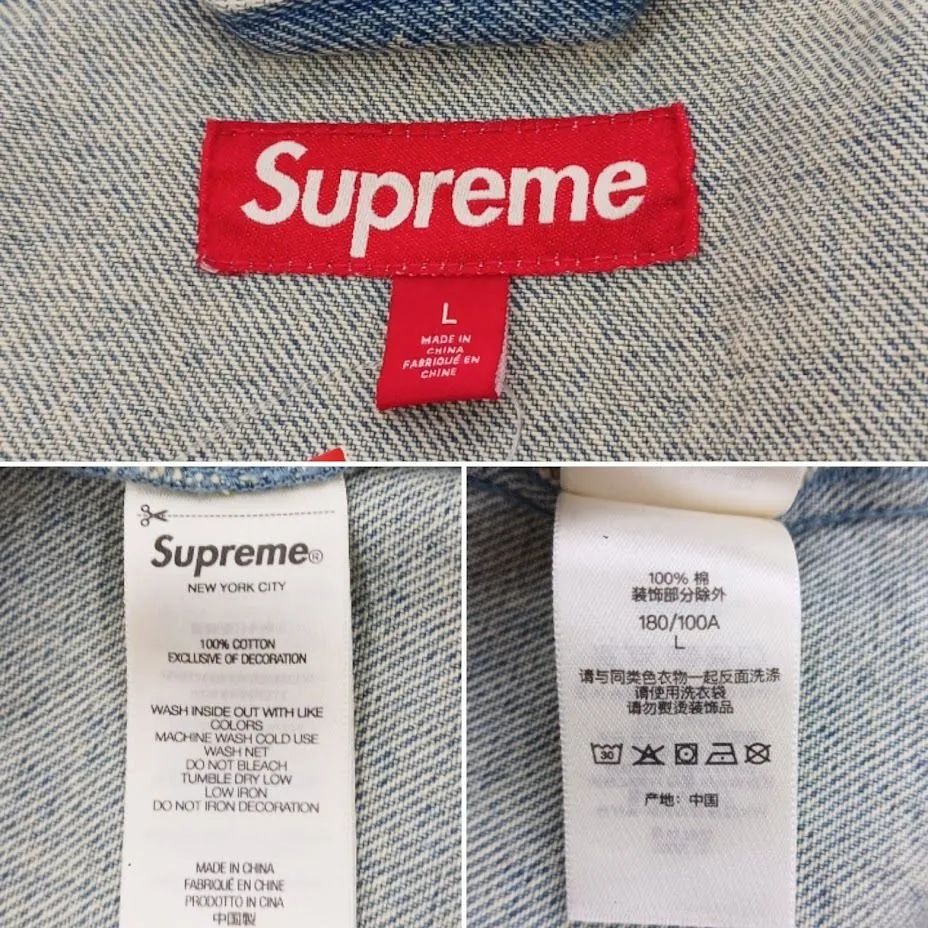 Supreme
L
MADE IN
CHINA
FABRIQUÉ EN
CHINE
Supreme®
NEW YORK CITY
100% COTTON
EXCLUSIVE OF DECORATION
WASH INSIDE OUT WITH LIKE
COLORS
MACHINE WASH COLD USE
WASH NET
DO NOT BLEACH
TUMBLE DRY LOW
LOW IRON
DO NOT IRON DECORATION
MADE IN CHINA
FABRIQUÉ EN CHINE
PRODOTTO IN CINA
中国製
100% 棉
装饰部分除外
180/100A
L
请与同类色衣物一起反面洗涤
请使用洗衣袋
请勿熨烫装饰品
30
产地：中国